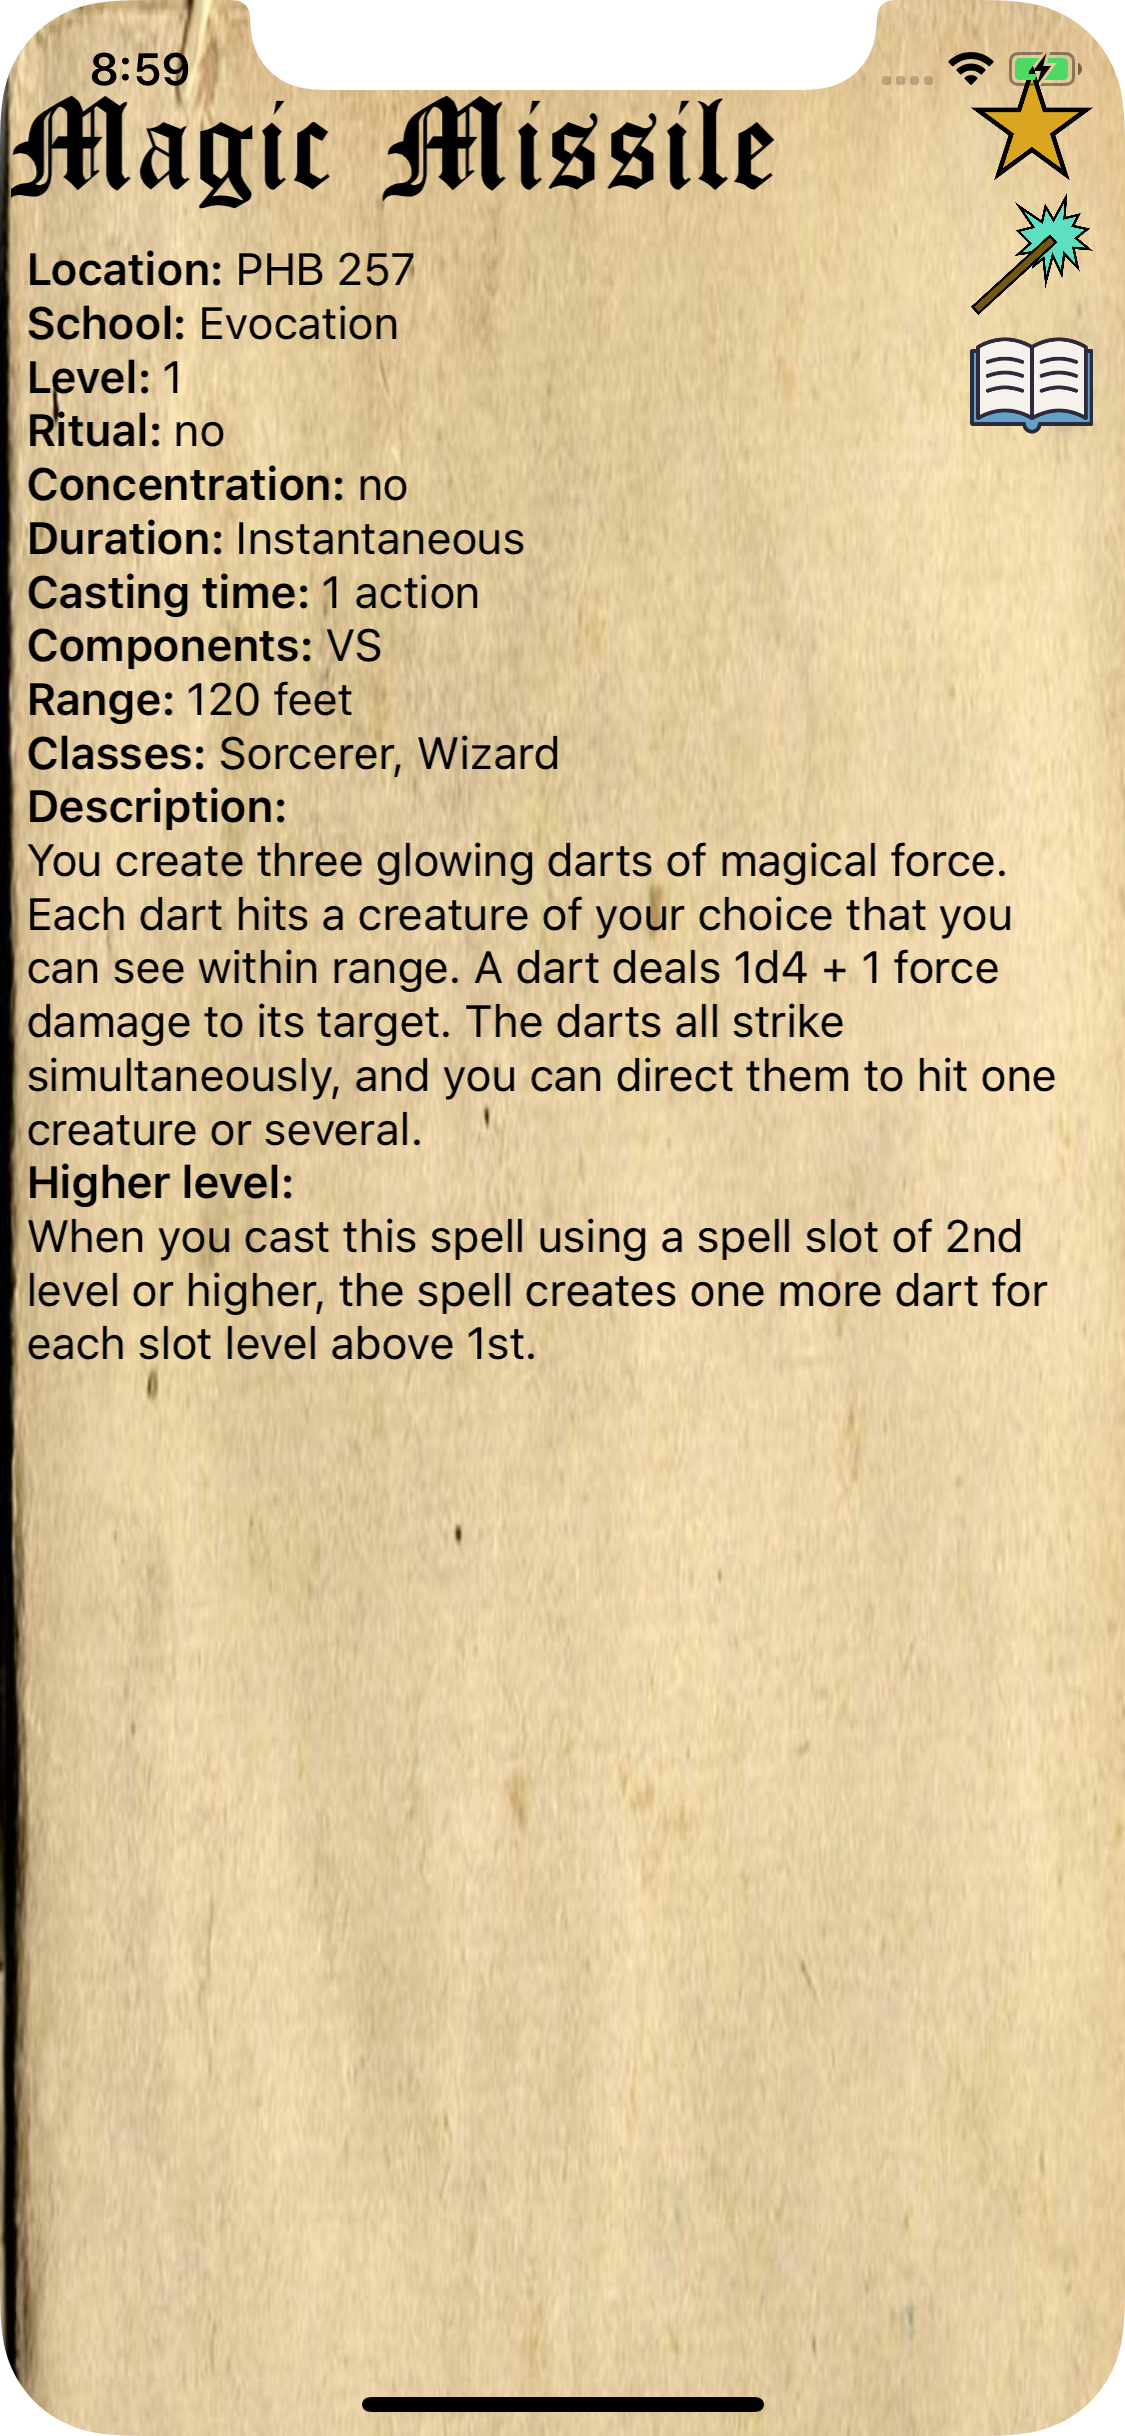 8:59
Magic Missile
Location: PHB 257
School: Evocation
Level: 1
Ritual: no
Concentration: no
Duration: Instantaneous
Casting time: 1 action
Components: VS
Range: 120 feet
Classes: Sorcerer, Wizard
Description:
You create three glowing darts of magical force.
Each dart hits a creature of your choice that you
can see within range. A dart deals 1d4 + 1 force
damage to its target. The darts all strike
simultaneously, and you can direct them to hit one
creature or several.
Higher level:
When you cast this spell using a spell slot of 2nd
level or higher, the spell creates one more dart for
each slot level above 1st.